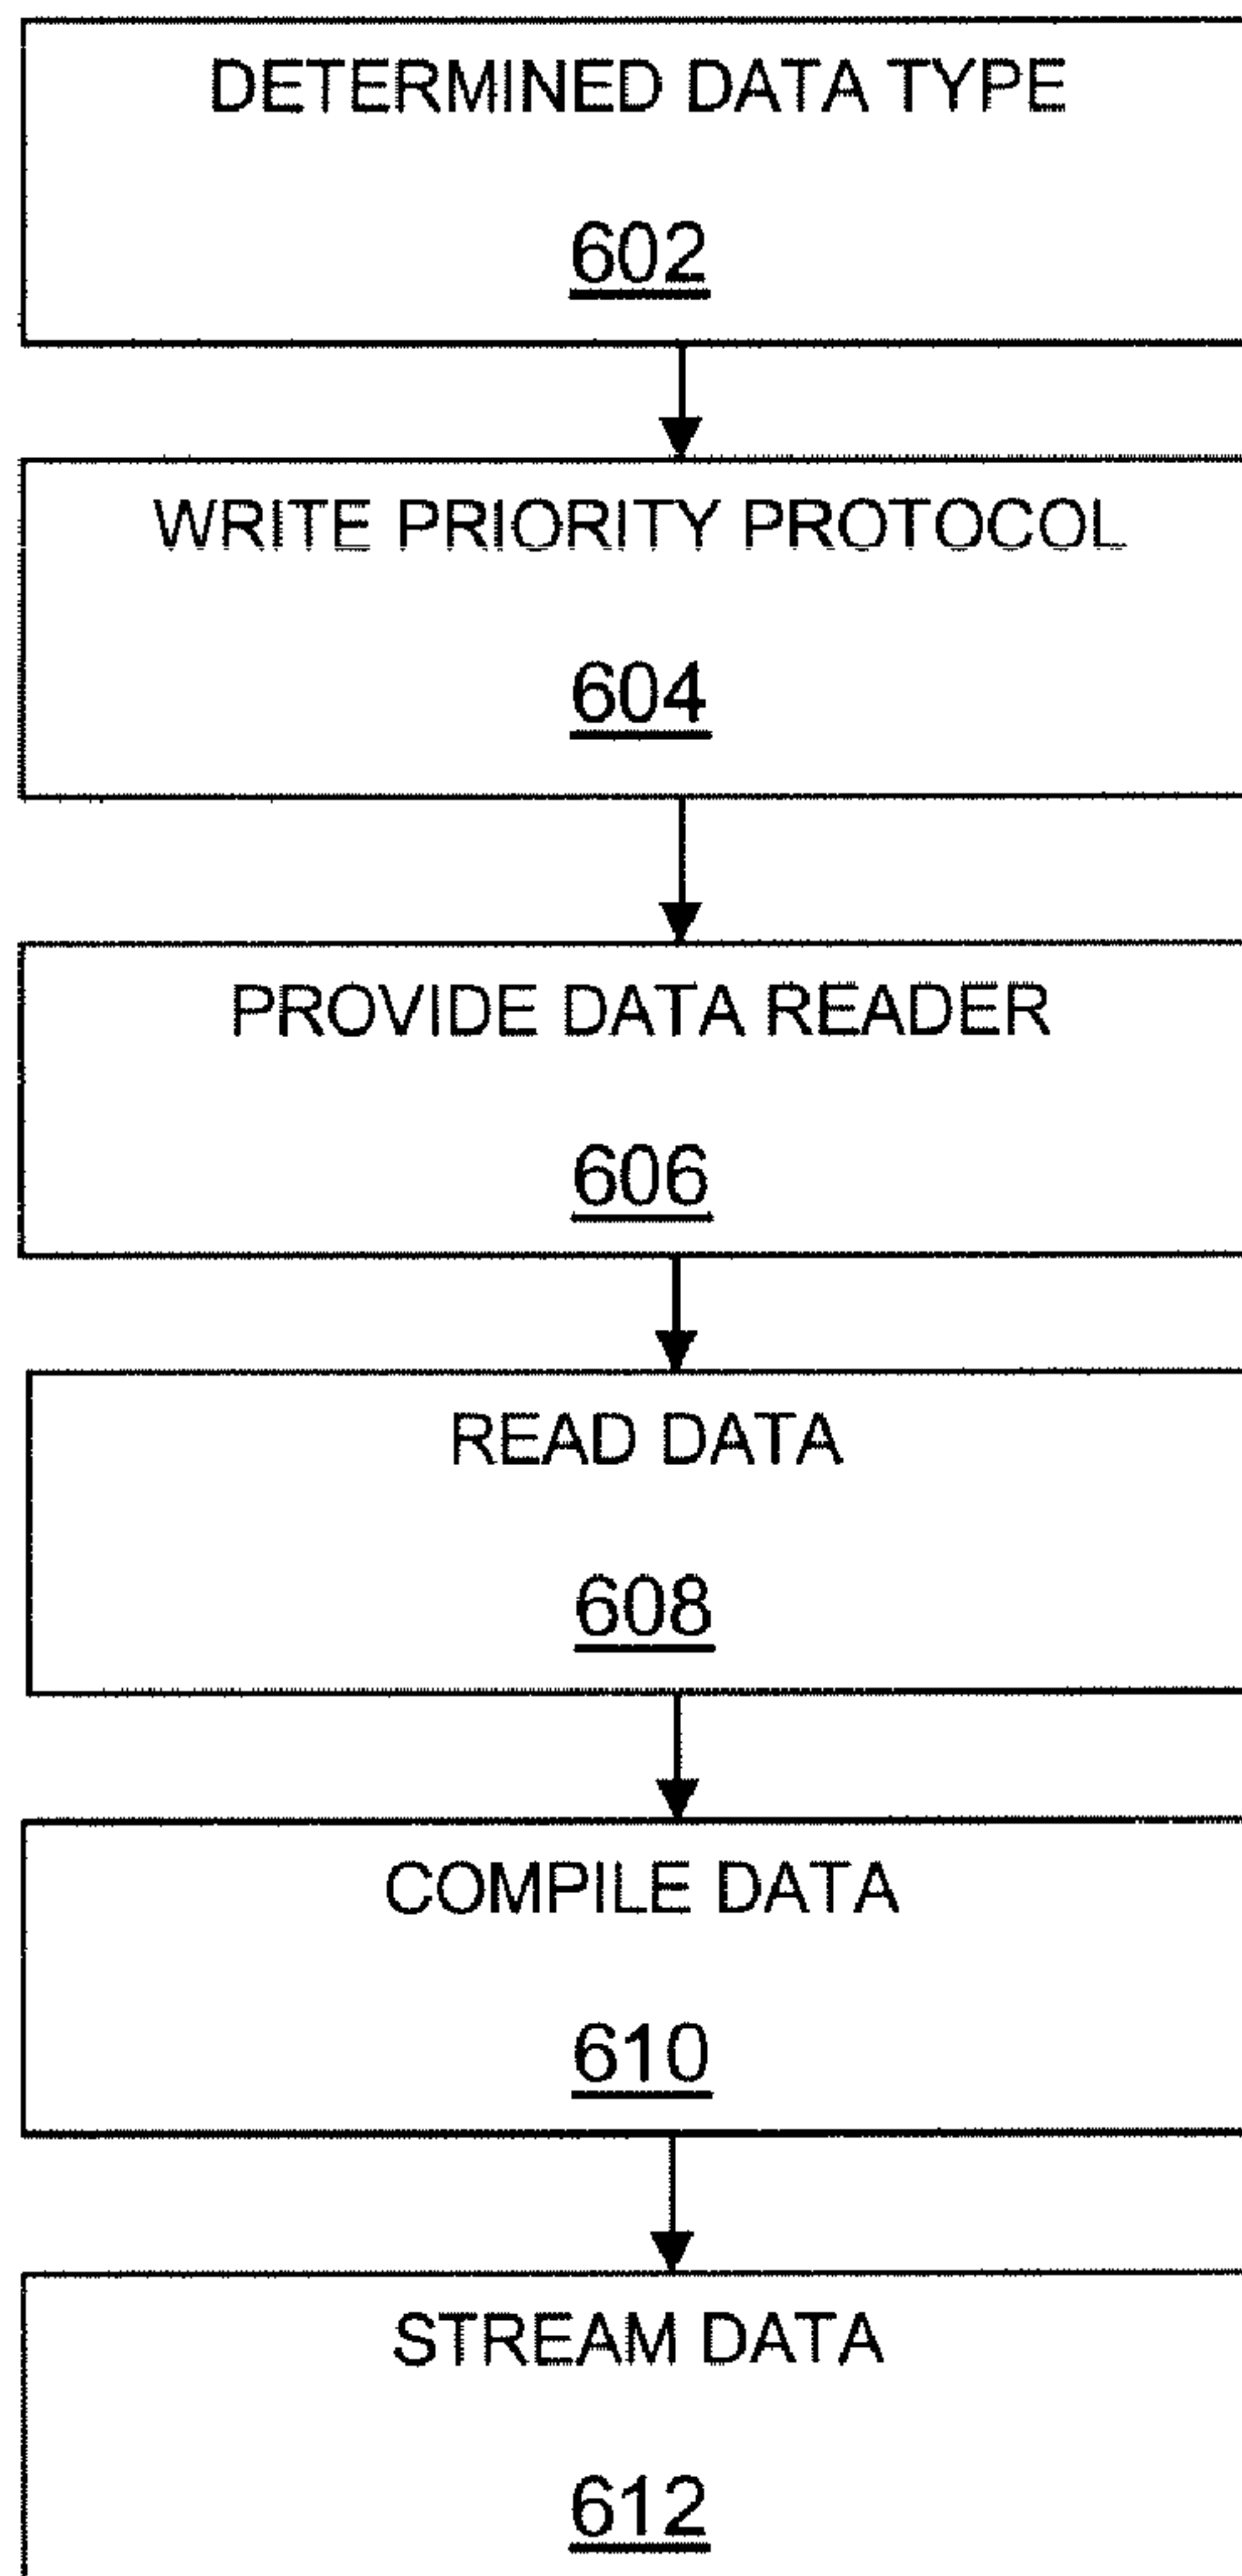 DETERMINED DATA TYPE
602
WRITE PRIORITY PROTOCOL
604
PROVIDE DATA READER
606
READ DATA
608
COMPILE DATA
610
STREAM DATA
612